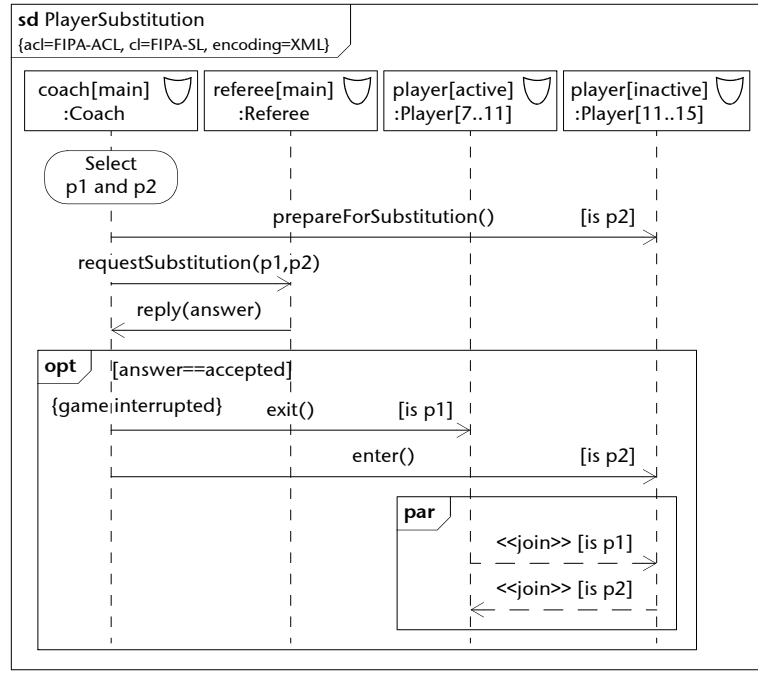 sd PlayerSubstitution
{acl=FIPA-ACL, cl=FIPA-SL, encoding=XML}
coach[main]
:Coach
referee[main]
:Referee
player[active]
:Player[7..11]
player[inactive]
:Player[11..15]
Select
p1 and p2
prepareForSubstitution() [is p2]
requestSubstitution(p1,p2)
reply(answer)
opt [answer==accepted]
{game interrupted} exit() [is p1]
enter() [is p2]
par
<<join>> [is p1]
<<join>> [is p2]